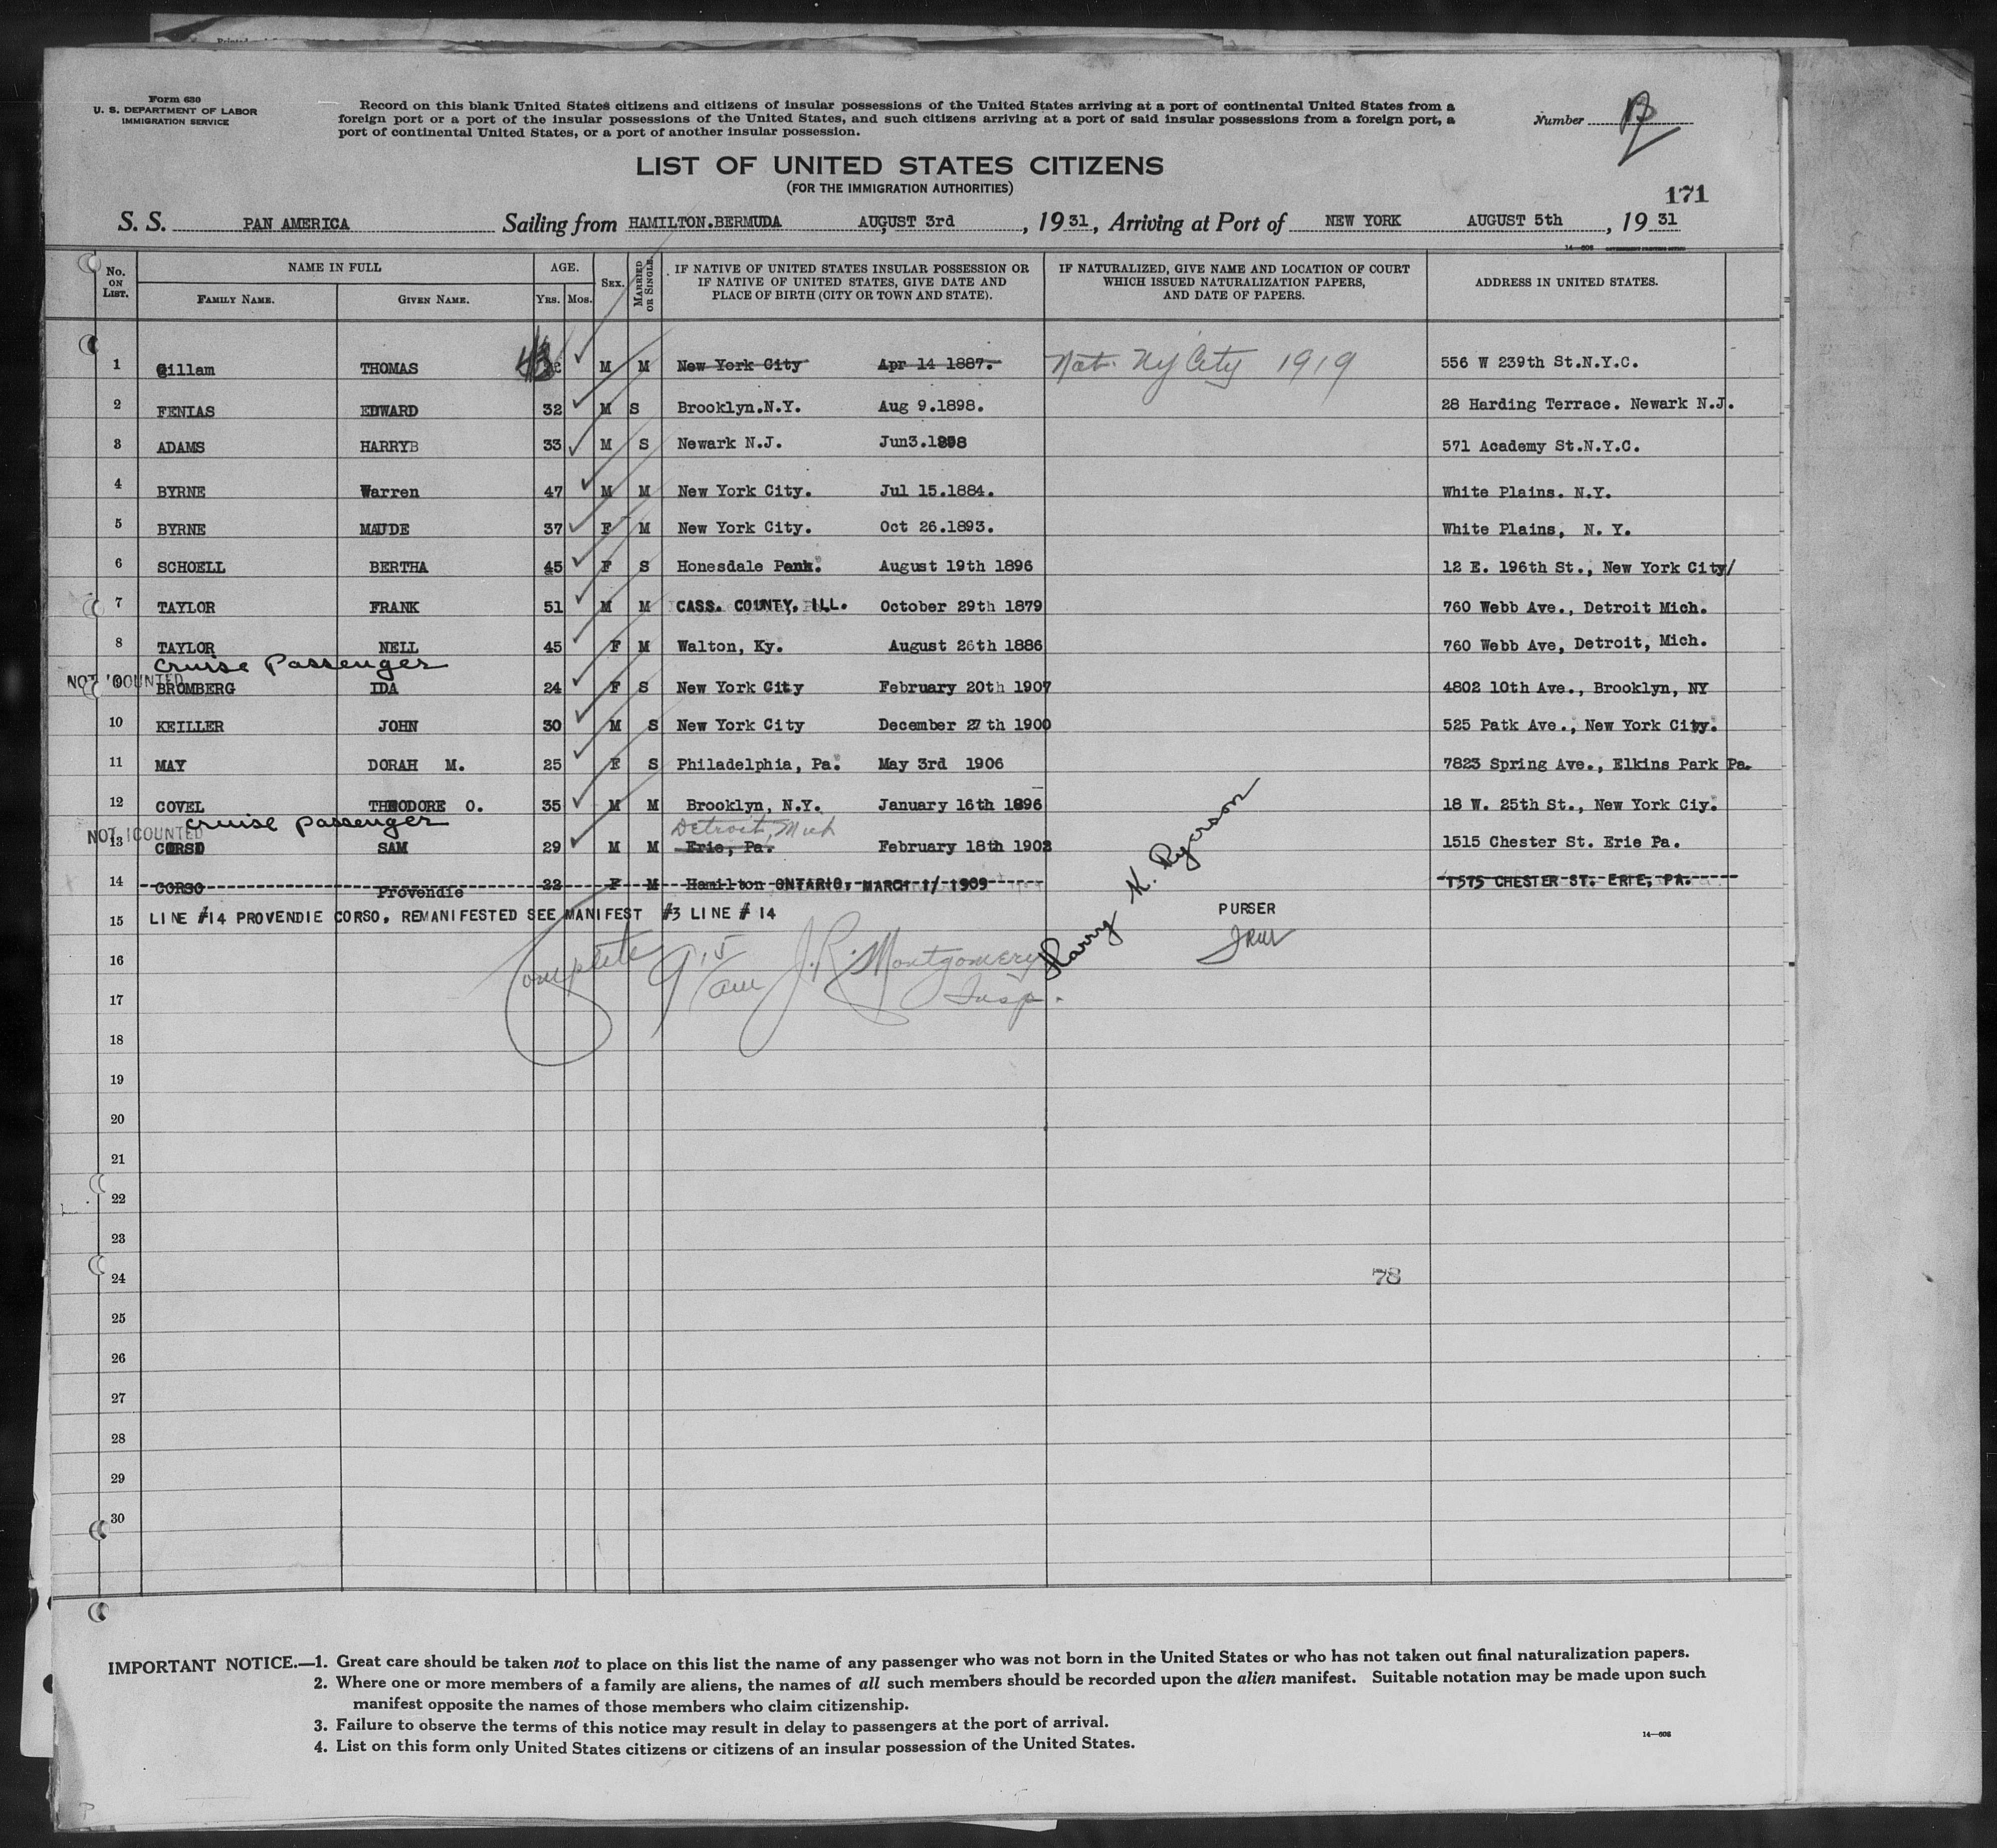 Form 630
U. S. DEPARTMENT OF LABOR
IMMIGRATION SERVICE
Record on this blank United States citizens and citizens of insular possessions of the United States arriving at a port of continental United States from a
foreign port or a port of the insular possessions of the United States, and such citizens arriving at a port of said insular possessions from a foreign port, a
port of continental United States, or a port of another insular possession.
Number B
LIST OF UNITED STATES CITIZENS
(FOR THE IMMIGRATION AUTHORITIES)
171
S. S. PAN AMERICA Sailing from HAMILTON.BERMUDA AUGUST 3rd, 1931, Arriving at Port of NEW YORK AUGUST 5th, 1931
No. ON LIST. NAME IN FULL AGE. SEX. MARRIED OR SINGLE. IF NATIVE OF UNITED STATES INSULAR POSSESSION OR IF NATIVE OF UNITED STATES, GIVE DATE AND PLACE OF BIRTH (CITY OR TOWN AND STATE). IF NATURALIZED, GIVE NAME AND LOCATION OF COURT WHICH ISSUED NATURALIZATION PAPERS, AND DATE OF PAPERS. ADDRESS IN UNITED STATES.
FAMILY NAME. GIVEN NAME. YRS. MOS.
1 Gillam THOMAS 43 M M New York City Apr 14 1887. Nat. NY City 1919 556 W 239th St.N.Y.C.
2 FENIAS EDWARD 32 M S Brooklyn.N.Y. Aug 9.1898. 28 Harding Terrace. Newark N.J.
3 ADAMS HARRYB 33 M S Newark N.J. Jun3.1898 571 Academy St.N.Y.C.
4 BYRNE Warren 47 M M New York City. Jul 15.1884. White Plains. N.Y.
5 BYRNE MAUDE 37 F M New York City. Oct 26.1893. White Plains, N. Y.
6 SCHOELL BERTHA 45 F S Honesdale Penn. August 19th 1896 12 E. 196th St., New York City/
7 TAYLOR FRANK 51 M M CASS. COUNTY, ILL. October 29th 1879 760 Webb Ave., Detroit Mich.
8 TAYLOR NELL 45 F M Walton, Ky. August 26th 1886 760 Webb Ave, Detroit, Mich.
Cruise Passenger
NOT COUNTED
9 BROMBERG IDA 24 F S New York City February 20th 1907 4802 10th Ave., Brooklyn, NY
10 KEILLER JOHN 30 M S New York City December 27th 1900 525 Patk Ave., New York City.
11 MAY DORAH M. 25 F S Philadelphia, Pa. May 3rd 1906 7823 Spring Ave., Elkins Park Pa.
12 COVEL THEODORE O. 35 M M Brooklyn, N.Y. January 16th 1896 18 W. 25th St., New York Ciy.
cruise passenger
NOT COUNTED Detroit, Mich
13 CORSO SAM 29 M M Erie, Pa. February 18th 1902 1515 Chester St. Erie Pa.
14 CORSO Provendie 22 F M Hamilton ONTARIO, MARCH 1/ 1909 1575 CHESTER ST. ERIE, PA.
15 LINE #14 PROVENDIE CORSO, REMANIFESTED SEE MANIFEST #3 LINE # 14
Harry K. Ryerson PURSER
JRM
16 Complete 9:15 am J. R. Montgomery
17 Insp.
18
19
20
21
22
23
24 78
25
26
27
28
29
30
IMPORTANT NOTICE.—1. Great care should be taken not to place on this list the name of any passenger who was not born in the United States or who has not taken out final naturalization papers.
2. Where one or more members of a family are aliens, the names of all such members should be recorded upon the alien manifest. Suitable notation may be made upon such
manifest opposite the names of those members who claim citizenship.
3. Failure to observe the terms of this notice may result in delay to passengers at the port of arrival.
4. List on this form only United States citizens or citizens of an insular possession of the United States.
14—608